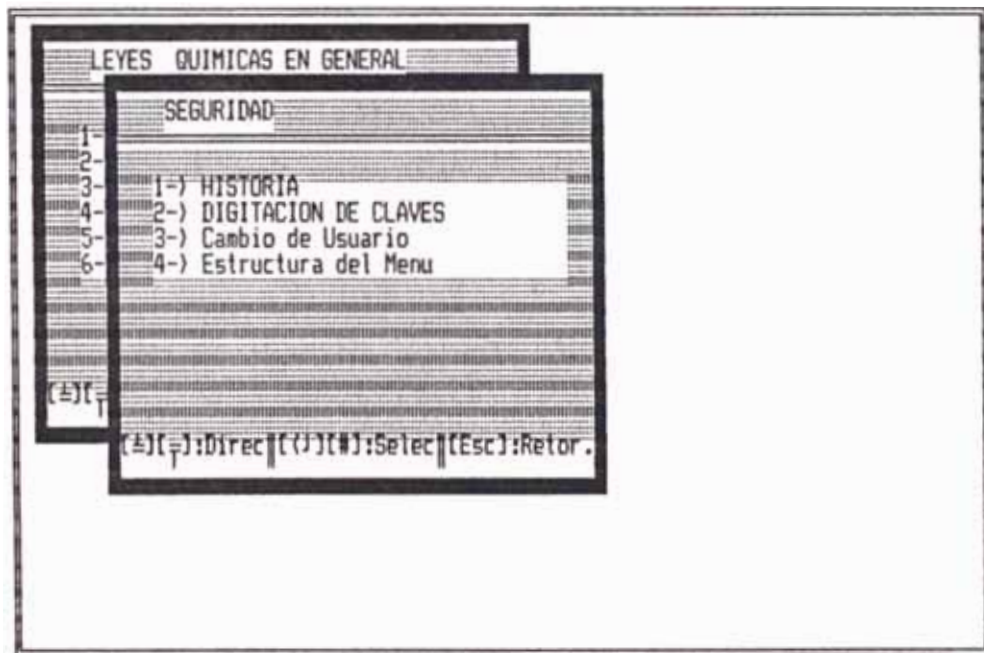 LEYES QUIMICAS EN GENERAL
SEGURIDAD
1-
2-
3-
4-
5-
6-
1-) HISTORIA
2-) DIGITACION DE CLAVES
3-) Cambio de Usuario
4-) Estructura del Menu
[╧][
[╧][╤]:Direc║[<┘][#]:Selec║[Esc]:Retor.